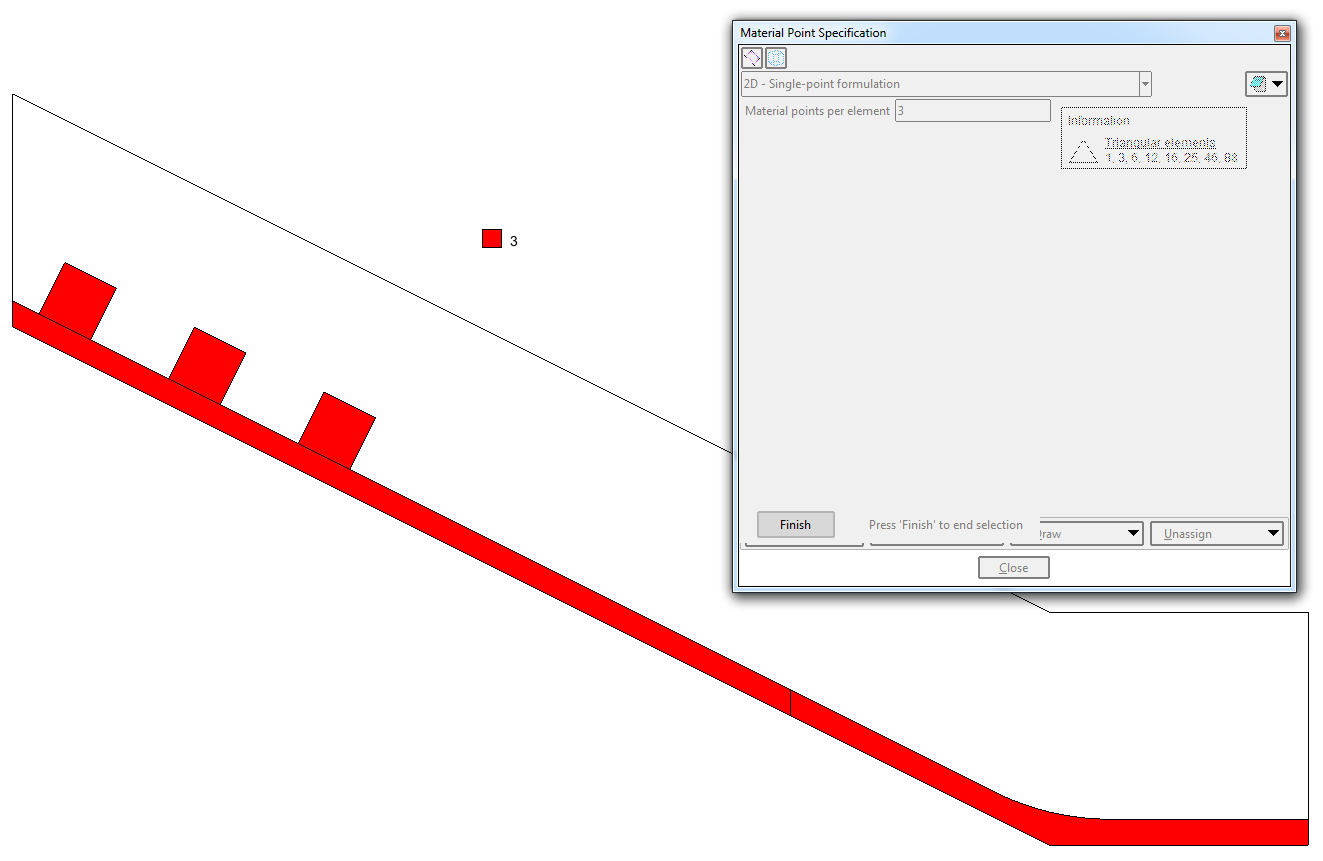 Material Point Specification
2D - Single-point formulation
Material points per element 3
Information
Triangular elements
1, 3, 6, 12, 16, 25, 46, 88
3
Finish
Press 'Finish' to end selection
raw
Unassign
Close